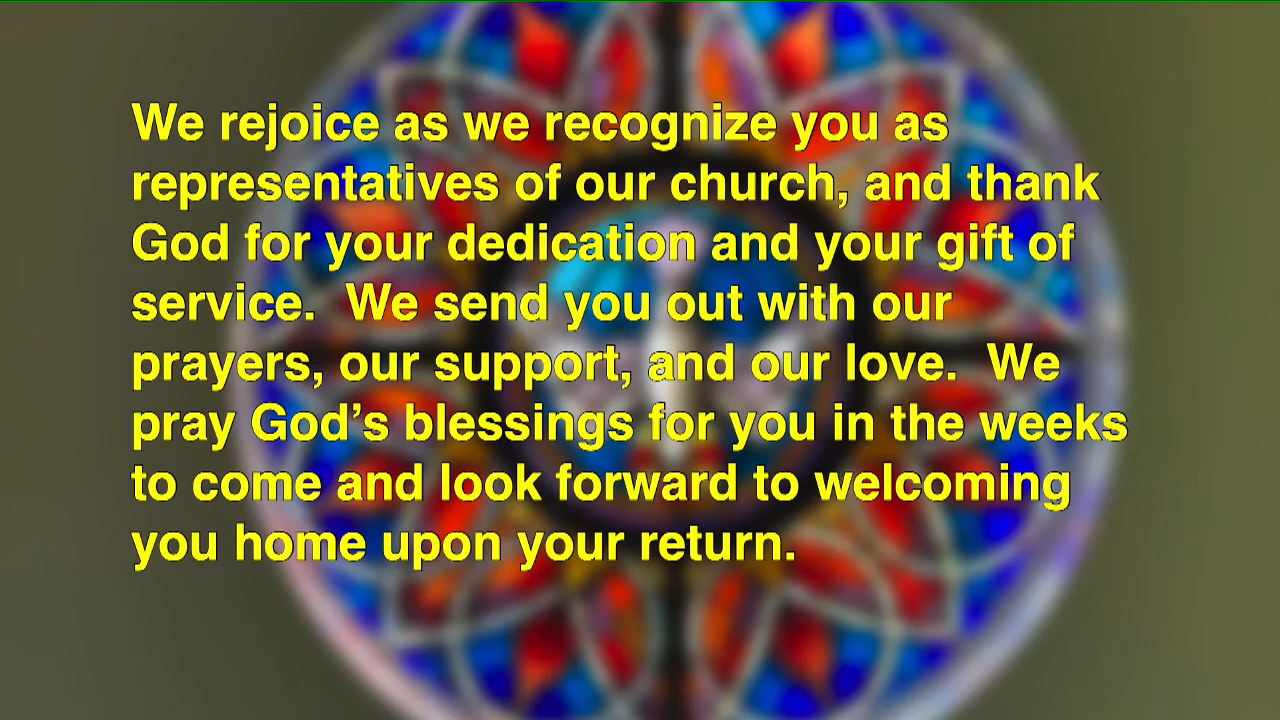 We rejoice as we recognize you as
representatives of our church, and thank
God for your dedication and your gift of
service.  We send you out with our
prayers, our support, and our love.  We
pray God’s blessings for you in the weeks
to come and look forward to welcoming
you home upon your return.